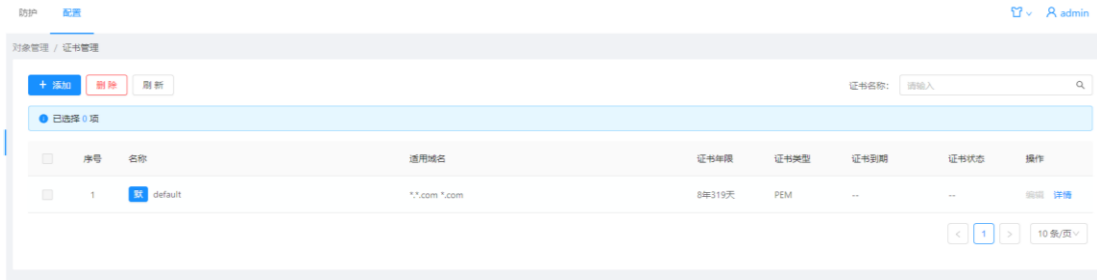 防护 配置 admin
对象管理 / 证书管理
+ 添加 删 除 刷 新 证书名称: 请输入
已选择 0 项
序号 名称 适用域名 证书年限 证书类型 证书到期 证书状态 操作
1 默 default *.*.com *.com 8年319天 PEM -- -- 编辑 详情
< 1 > 10 条/页